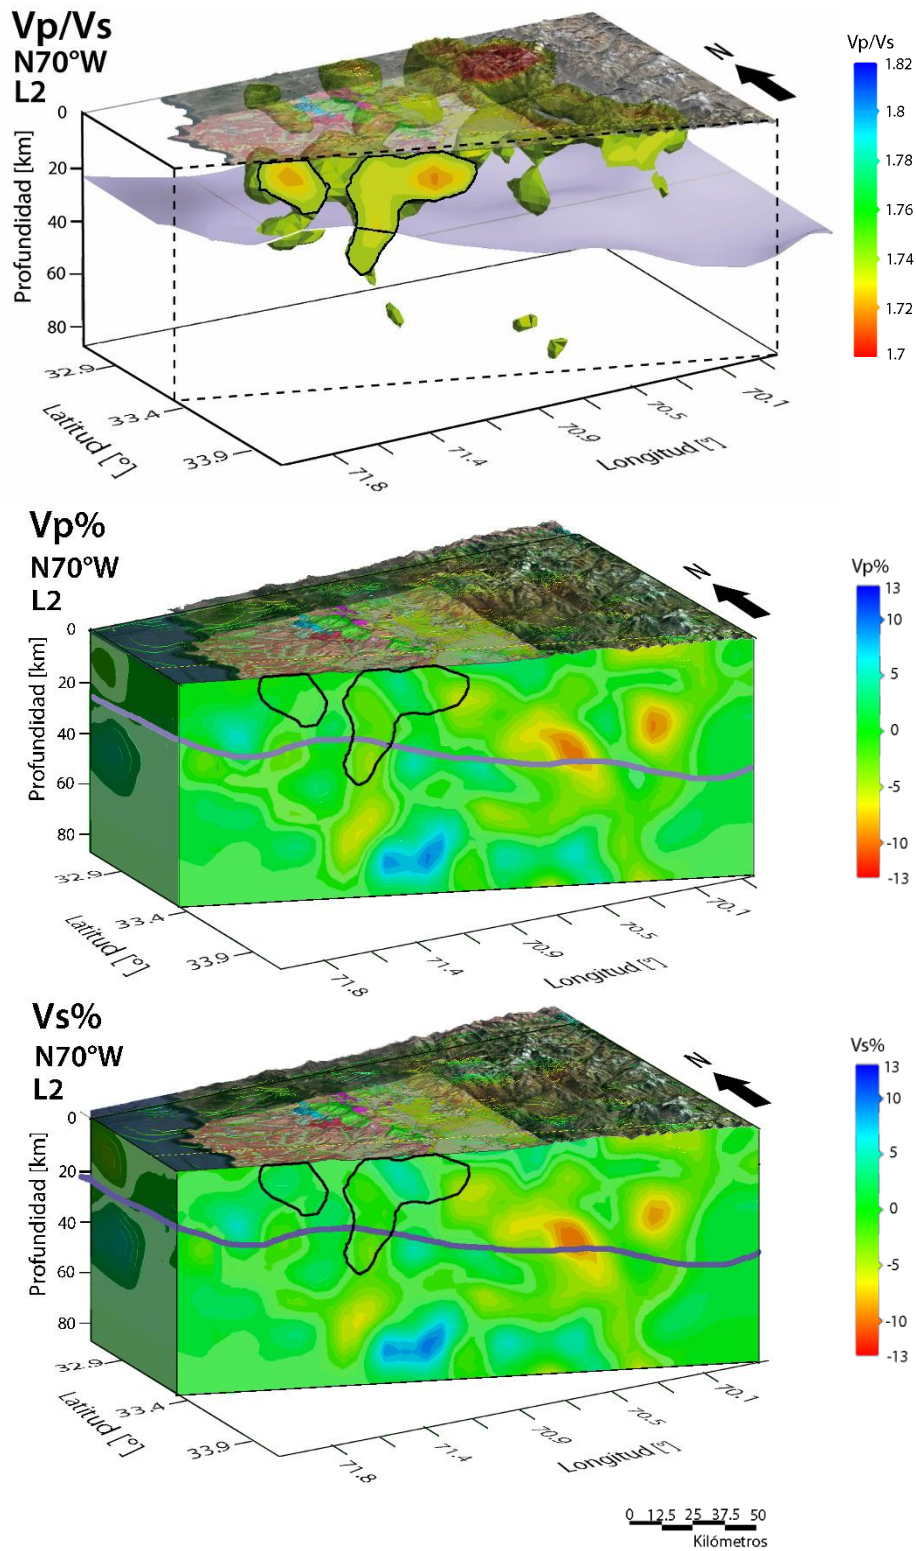 Vp/Vs
N70°W
L2
N
Vp/Vs
1.82
1.8
1.78
1.76
1.74
1.72
1.7
Profundidad [km]
0
20
40
60
80
32.9
33.4
33.9
Latitud [°]
71.8
71.4
70.9
70.5
70.1
Longitud [°]
Vp%
N70°W
L2
N
Vp%
13
10
5
0
-5
-10
-13
Profundidad [km]
0
20
40
60
80
32.9
33.4
33.9
Latitud [°]
71.8
71.4
70.9
70.5
70.1
Longitud [°]
Vs%
N70°W
L2
N
Vs%
13
10
5
0
-5
-10
-13
Profundidad [km]
0
20
40
60
80
32.9
33.4
33.9
Latitud [°]
71.8
71.4
70.9
70.5
70.1
Longitud [°]
0 12.5 25 37.5 50
Kilómetros